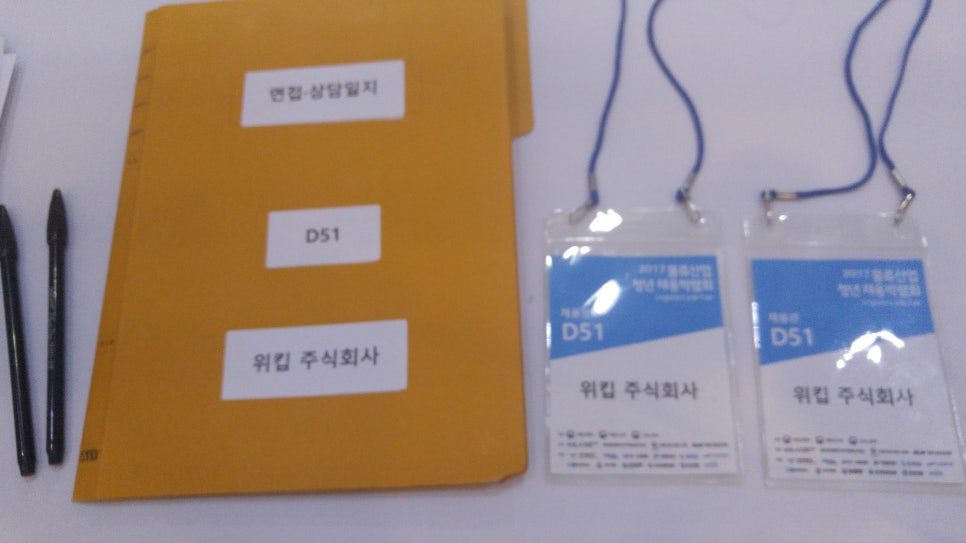 면접·상담일지
D51
위킵 주식회사
2017 물류산업
청년 채용박람회
채용관
D51
위킵 주식회사
2017 물류산업
청년 채용박람회
채용관
D51
위킵 주식회사